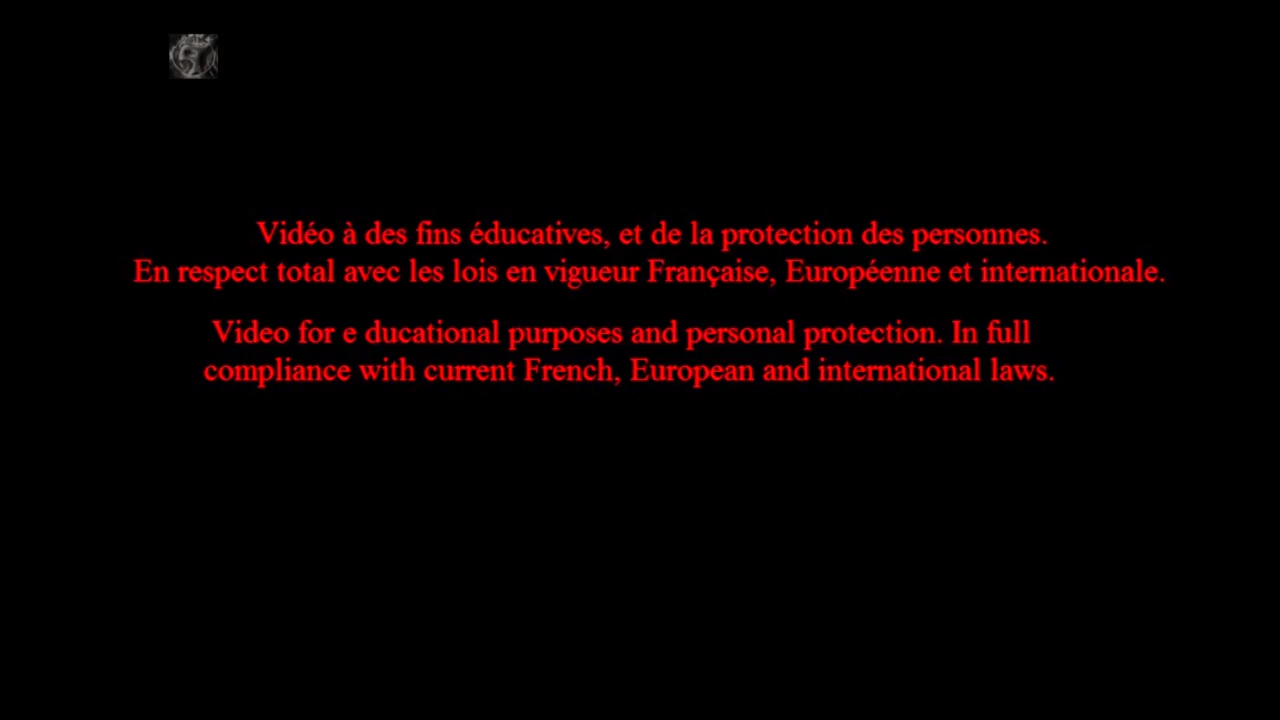 Vidéo à des fins éducatives, et de la protection des personnes.
En respect total avec les lois en vigueur Française, Européenne et internationale.
Video for e ducational purposes and personal protection. In full
compliance with current French, European and international laws.